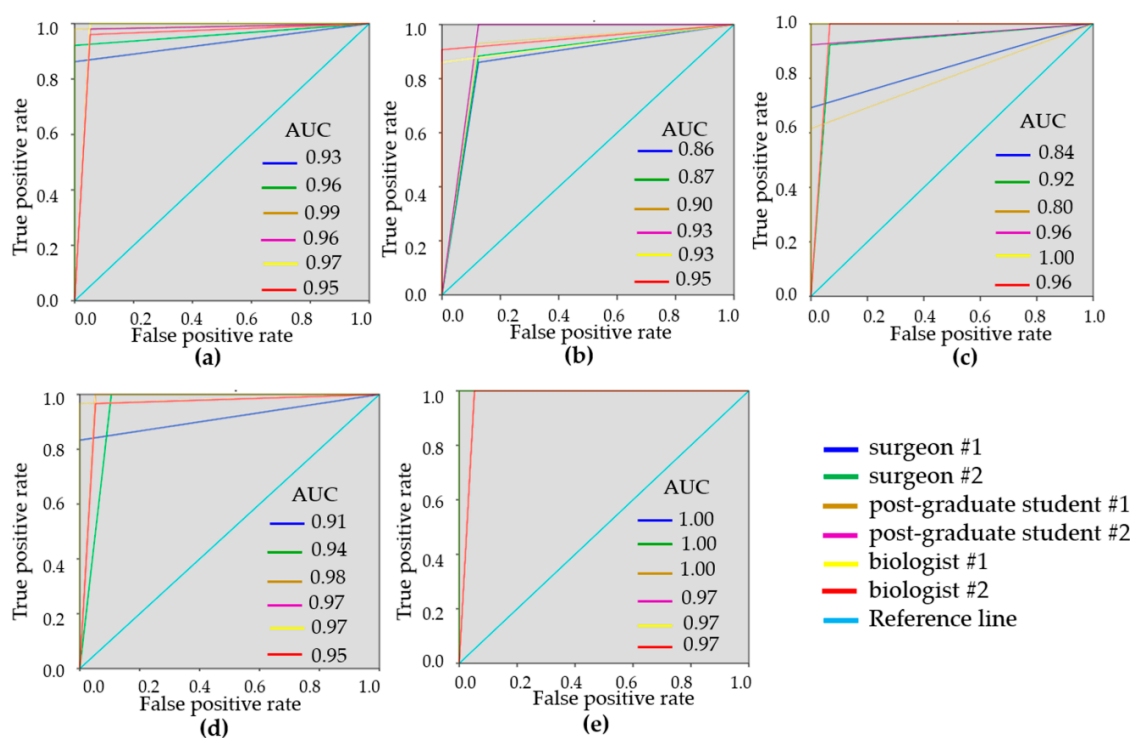 1.0
0.8
0.6
0.4
0.2
0.0
True positive rate
AUC
0.93
0.96
0.99
0.96
0.97
0.95
0.0 0.2 0.4 0.6 0.8 1.0
False positive rate
(a)
1.0
0.8
0.6
0.4
0.2
0.0
True positive rate
AUC
0.86
0.87
0.90
0.93
0.93
0.95
0.0 0.2 0.4 0.6 0.8 1.0
False positive rate
(b)
1.0
0.8
0.6
0.4
0.2
0.0
True positive rate
AUC
0.84
0.92
0.80
0.96
1.00
0.96
0.0 0.2 0.4 0.6 0.8 1.0
False positive rate
(c)
1.0
0.8
0.6
0.4
0.2
0.0
True positive rate
AUC
0.91
0.94
0.98
0.97
0.97
0.95
0.0 0.2 0.4 0.6 0.8 1.0
False positive rate
(d)
1.0
0.8
0.6
0.4
0.2
0.0
True positive rate
AUC
1.00
1.00
1.00
0.97
0.97
0.97
0.0 0.2 0.4 0.6 0.8 1.0
False positive rate
(e)
surgeon #1
surgeon #2
post-graduate student #1
post-graduate student #2
biologist #1
biologist #2
Reference line